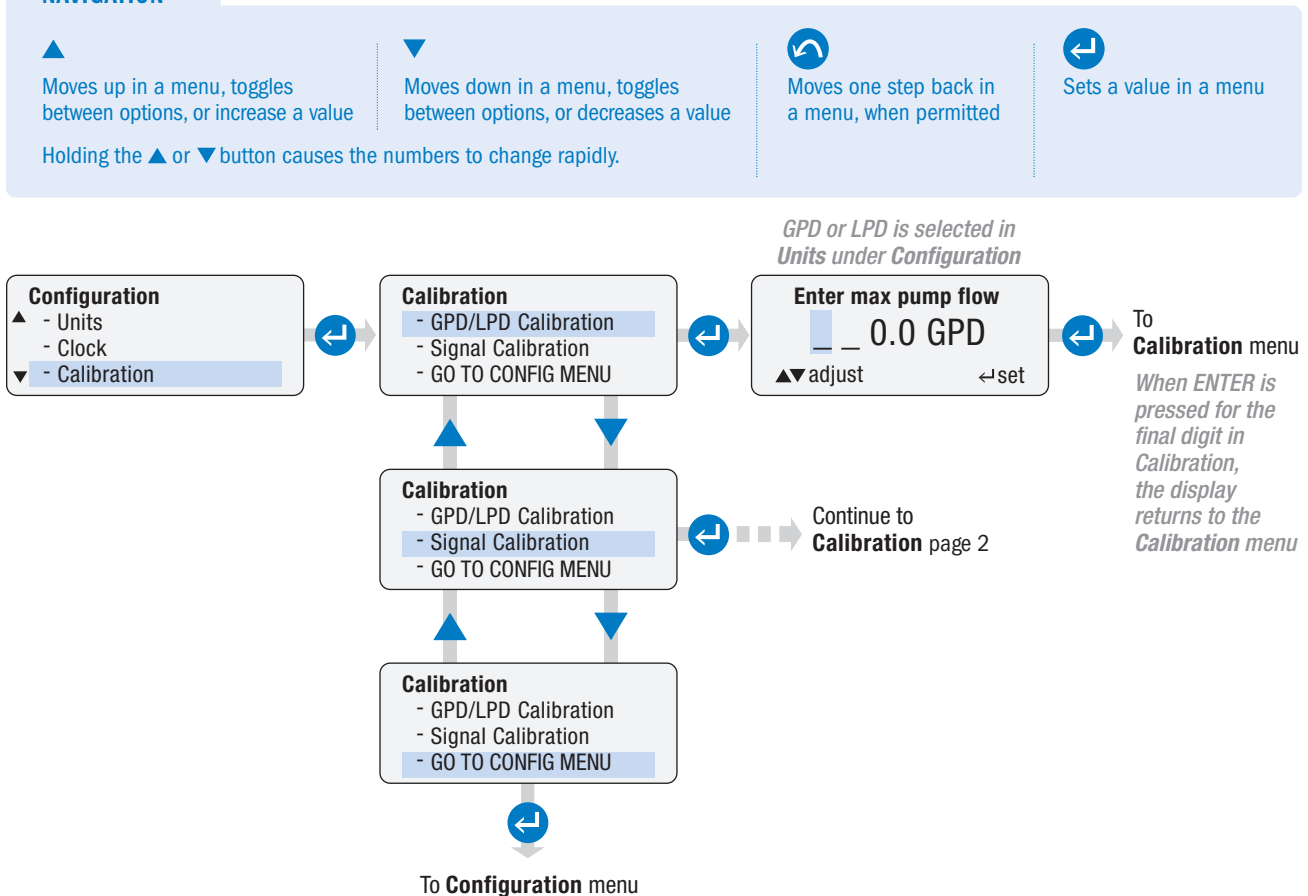 NAVIGATION
▲
Moves up in a menu, toggles
between options, or increase a value
▼
Moves down in a menu, toggles
between options, or decreases a value
Moves one step back in
a menu, when permitted
Sets a value in a menu
Holding the ▲ or ▼ button causes the numbers to change rapidly.
GPD or LPD is selected in
Units under Configuration
Configuration
▲ - Units
- Clock
▼ - Calibration
Calibration
- GPD/LPD Calibration
- Signal Calibration
- GO TO CONFIG MENU
Enter max pump flow
_ _ 0.0 GPD
▲▼ adjust ↵ set
To
Calibration menu
When ENTER is
pressed for the
final digit in
Calibration,
the display
returns to the
Calibration menu
Calibration
- GPD/LPD Calibration
- Signal Calibration
- GO TO CONFIG MENU
Continue to
Calibration page 2
Calibration
- GPD/LPD Calibration
- Signal Calibration
- GO TO CONFIG MENU
To Configuration menu